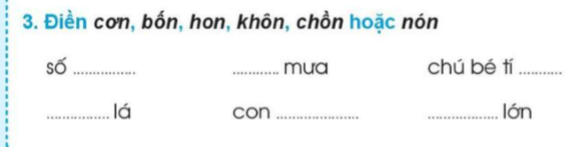 3. Điền cơn, bốn, hon, khôn, chồn hoặc nón
số ............... ............ mưa chú bé tí ...........
............... lá con .................... ................. lớn